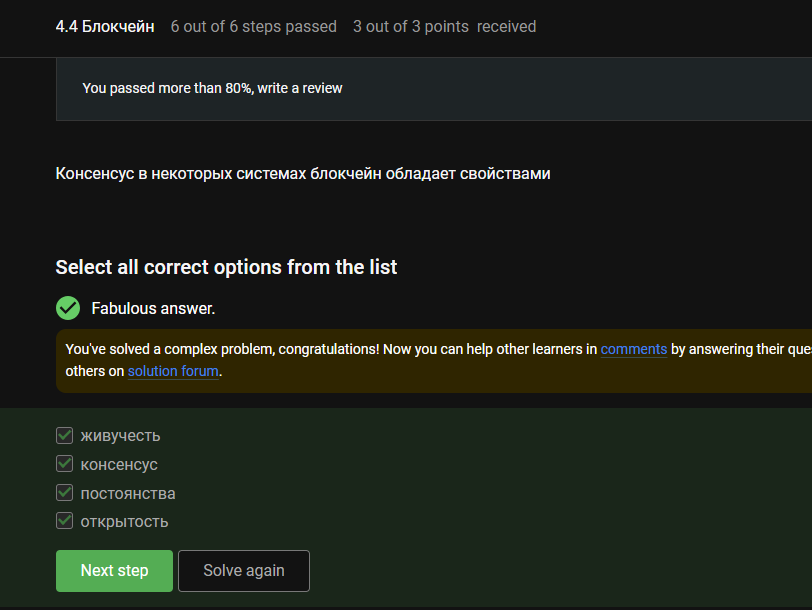 4.4 Блокчейн 6 out of 6 steps passed 3 out of 3 points received
You passed more than 80%, write a review
Консенсус в некоторых системах блокчейн обладает свойствами
Select all correct options from the list
Fabulous answer.
You've solved a complex problem, congratulations! Now you can help other learners in comments by answering their
others on solution forum.
живучесть
консенсус
постоянства
открытость
Next step Solve again